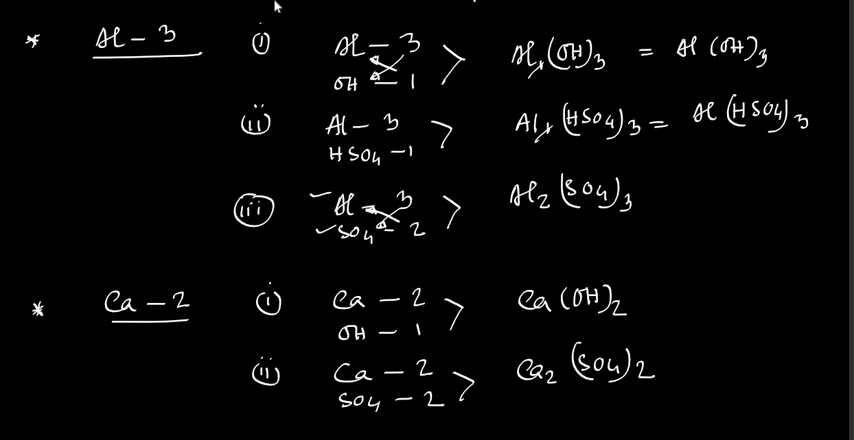 * Al - 3 (i) Al - 3 > Al₁(OH)₃ = Al(OH)₃
OH - 1
(ii) Al - 3 > Al₁(HSO₄)₃ = Al(HSO₄)₃
HSO₄ - 1
(iii) Al - 3 > Al₂(SO₄)₃
SO₄ - 2
* Ca - 2 (i) Ca - 2 > Ca(OH)₂
OH - 1
(ii) Ca - 2 > Ca₂(SO₄)₂
SO₄ - 2